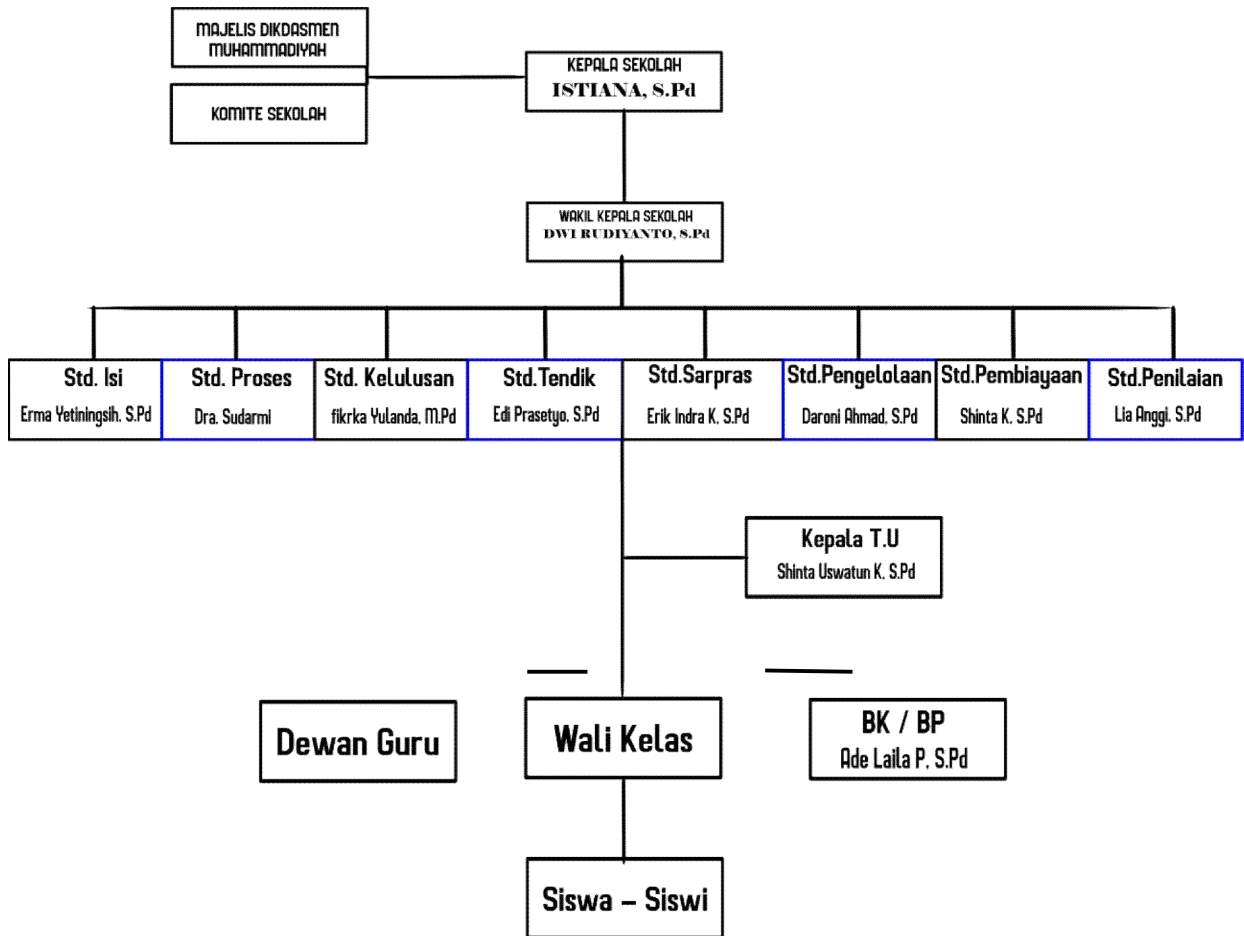 MAJELIS DIKDASMEN
MUHAMMADIYAH
KOMITE SEKOLAH
KEPALA SEKOLAH
ISTIANA, S.Pd
WAKIL KEPALA SEKOLAH
DWI RUDIYANTO, S.Pd
Std. Isi
Erma Yetiningsih, S.Pd
Std. Proses
Dra. Sudarmi
Std. Kelulusan
fikrka Yulanda, M.Pd
Std.Tendik
Edi Prasetyo, S.Pd
Std.Sarpras
Erik Indra K, S.Pd
Std.Pengelolaan
Daroni Ahmad, S.Pd
Std.Pembiayaan
Shinta K, S.Pd
Std.Penilaian
Lia Anggi, S.Pd
Kepala T.U
Shinta Uswatun K, S.Pd
Dewan Guru
Wali Kelas
BK / BP
Ade Laila P, S.Pd
Siswa – Siswi